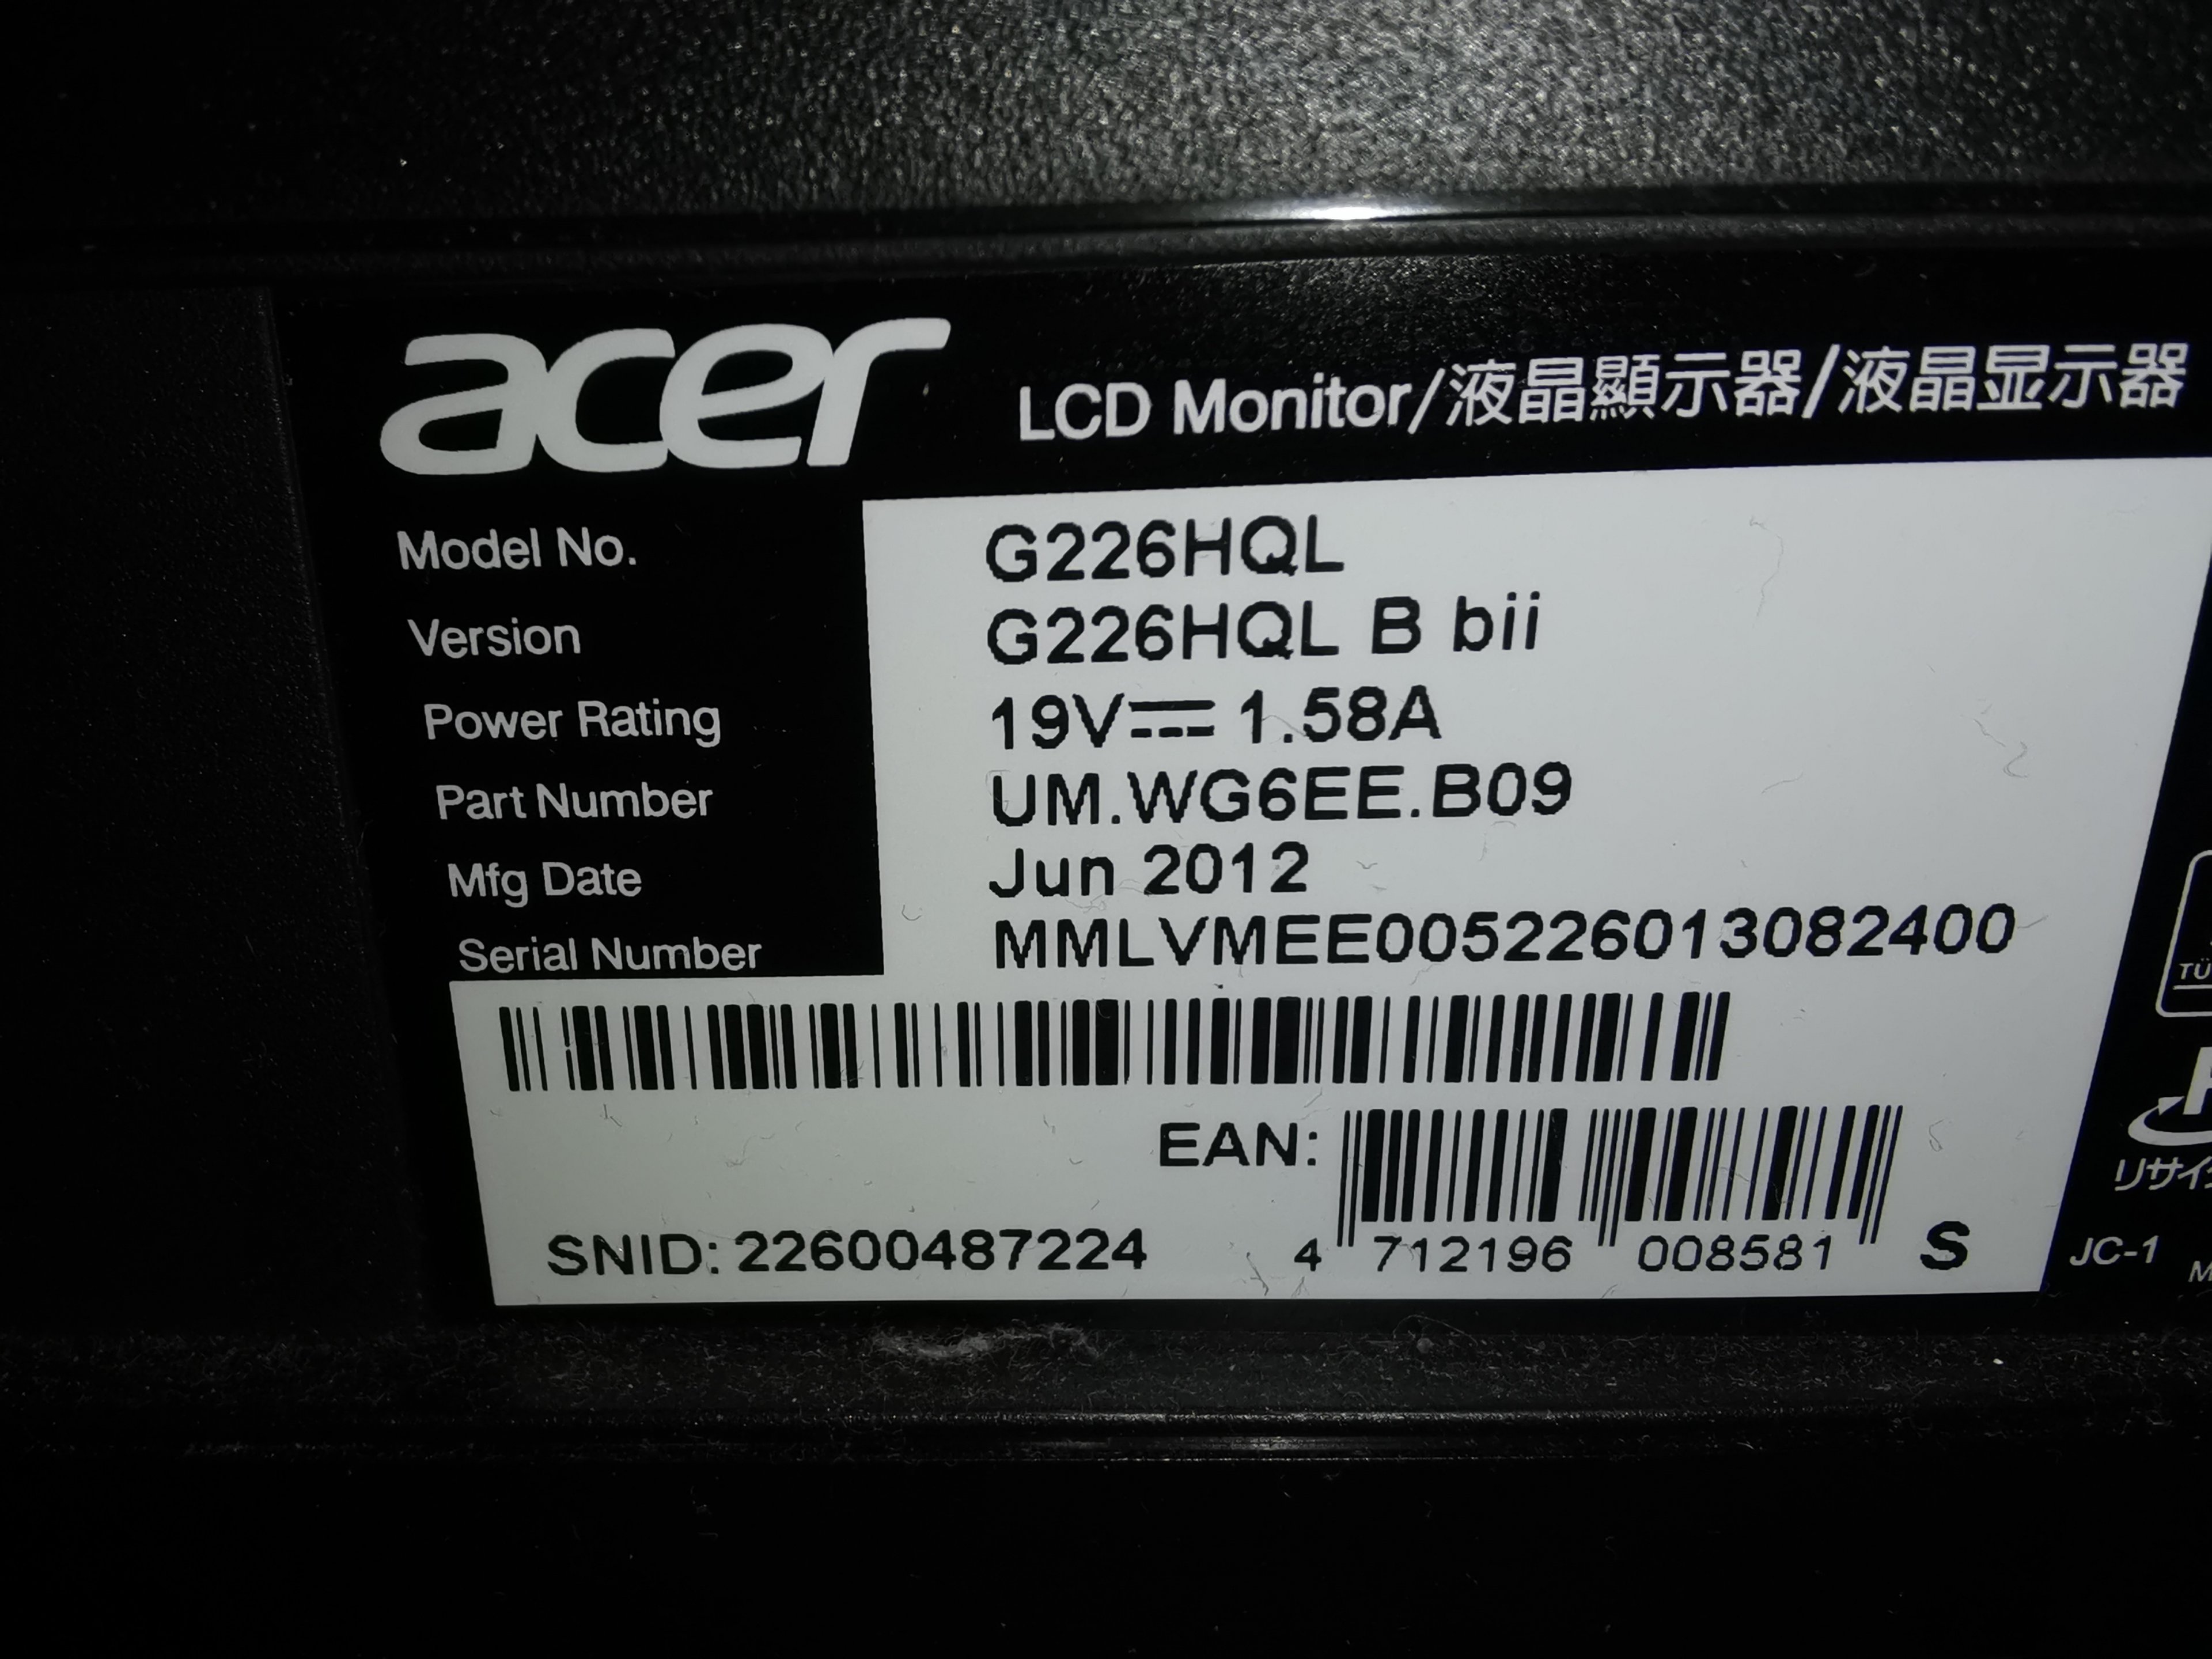 acer LCD Monitor/液晶顯示器/液晶显示器
Model No. G226HQL
Version G226HQL B bii
Power Rating 19V⎓ 1.58A
Part Number UM.WG6EE.B09
Mfg Date Jun 2012
Serial Number MMLVMEE005226013082400
EAN:
SNID: 22600487224 4 712196 008581 S
JC-1